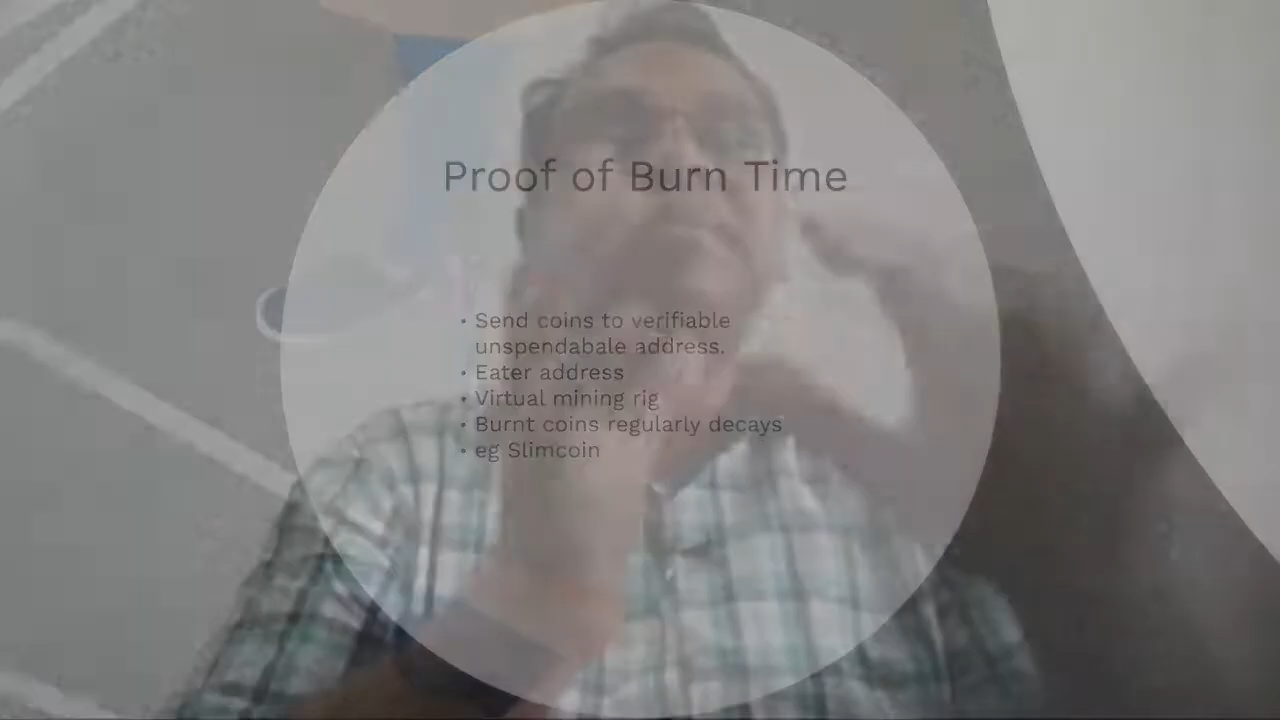 Proof of Burn Time
• Send coins to verifiable
unspendabale address.
• Eater address
• Virtual mining rig
• Burnt coins regularly decays
• eg Slimcoin